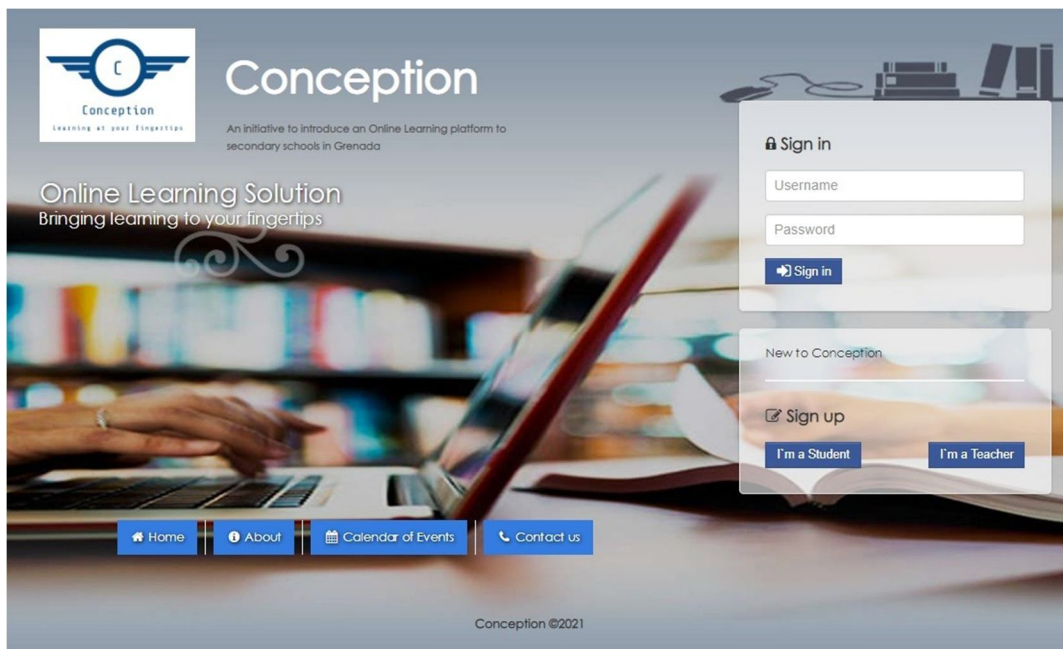 C
Conception
Learning at your fingertips
Conception
An initiative to introduce an Online Learning platform to
secondary schools in Grenada
Online Learning Solution
Bringing learning to your fingertips
Sign in
Username
Password
Sign in
New to Conception
Sign up
I`m a Student
I`m a Teacher
Home
About
Calendar of Events
Contact us
Conception ©2021